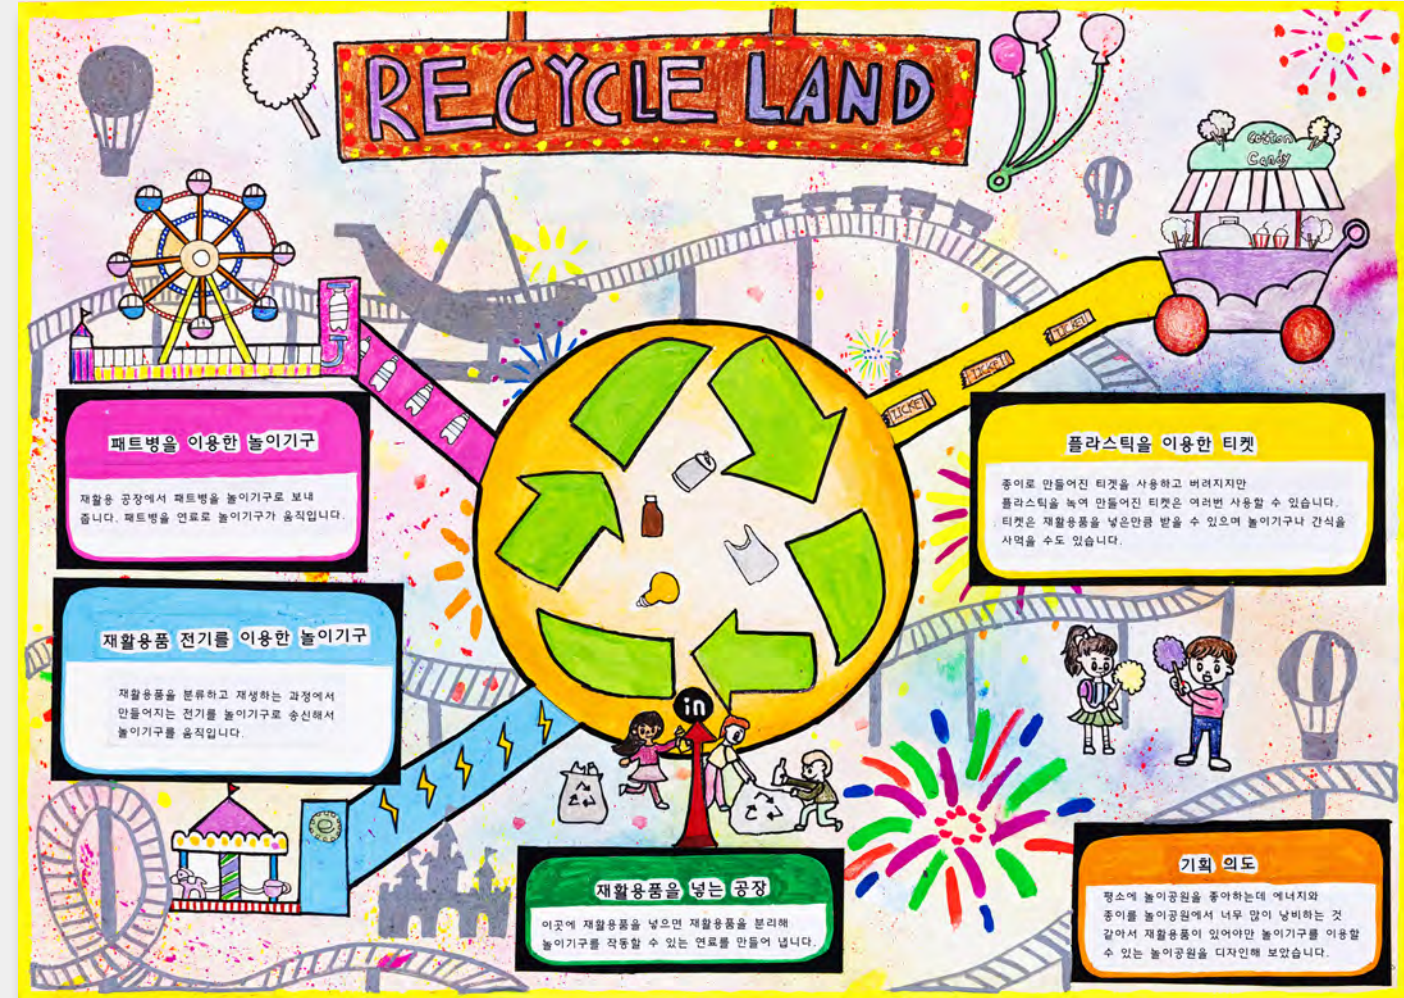 RECYCLE LAND
Cotton
Candy
TICKET
TICKET
TICKET
패트병을 이용한 놀이기구
재활용 공장에서 패트병을 놀이기구로 보내
줍니다. 패트병을 연료로 놀이기구가 움직입니다.
플라스틱을 이용한 티켓
종이로 만들어진 티겟을 사용하고 버려지지만
플라스틱을 녹여 만들어진 티켓은 여러번 사용할 수 있습니다.
티켓은 재활용품을 넣은만큼 받을 수 있으며 놀이기구나 간식을
사먹을 수도 있습니다.
재활용품 전기를 이용한 놀이기구
재활용품을 분류하고 재생하는 과정에서
만들어지는 전기를 놀이기구로 송신해서
놀이기구를 움직입니다.
in
재활용품을 넣는 공장
이곳에 재활용품을 넣으면 재활용품을 분리해
놀이기구를 작동할 수 있는 연료를 만들어 냅니다.
기획 의도
평소에 놀이공원을 좋아하는데 에너지와
종이를 놀이공원에서 너무 많이 낭비하는 것
같아서 재활용품이 있어야만 놀이기구를 이용할
수 있는 놀이공원을 디자인해 보았습니다.